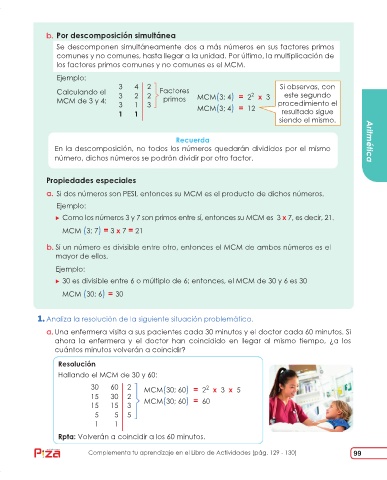 b. Por descomposición simultánea
Se descomponen simultáneamente dos a más números en sus factores primos
comunes y no comunes, hasta llegar a la unidad. Por último, la multiplicación de
los factores primos comunes y no comunes es el MCM.
Ejemplo:
Calculando el
MCM de 3 y 4:
3 4 2
3 2 2
3 1 3
1 1
Factores
primos
MCM(3; 4) = 2² x 3
MCM(3; 4) = 12
Si observas, con
este segundo
procedimiento el
resultado sigue
siendo el mismo.
Aritmética
Recuerda
En la descomposición, no todos los números quedarán divididos por el mismo
número, dichos números se podrán dividir por otro factor.
Propiedades especiales
a. Si dos números son PESI, entonces su MCM es el producto de dichos números.
Ejemplo:
Como los números 3 y 7 son primos entre sí, entonces su MCM es 3 x 7, es decir, 21.
MCM (3; 7) = 3 x 7 = 21
b. Si un número es divisible entre otro, entonces el MCM de ambos números es el
mayor de ellos.
Ejemplo:
30 es divisible entre 6 o múltiplo de 6; entonces, el MCM de 30 y 6 es 30
MCM (30; 6) = 30
1. Analiza la resolución de la siguiente situación problemática.
a. Una enfermera visita a sus pacientes cada 30 minutos y el doctor cada 60 minutos. Si
ahora la enfermera y el doctor han coincidido en llegar al mismo tiempo, ¿a los
cuántos minutos volverán a coincidir?
Resolución
Hallando el MCM de 30 y 60:
30 60 2
15 30 2
15 15 3
5 5 5
1 1
MCM(30; 60) = 2² x 3 x 5
MCM(30; 60) = 60
Rpta: Volverán a coincidir a los 60 minutos.
Complementa tu aprendizaje en el Libro de Actividades (pág. 129 - 130)
99